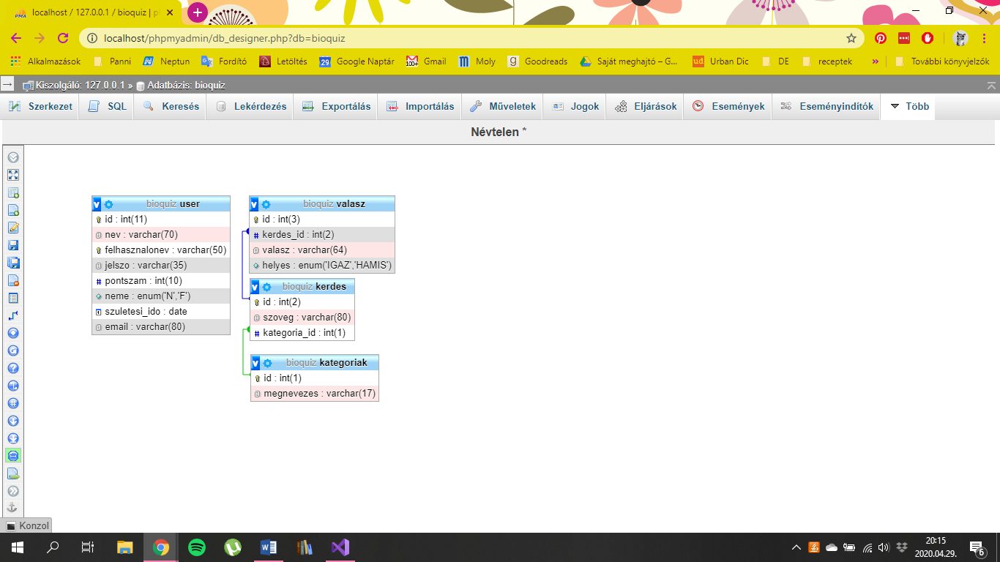 localhost / 127.0.0.1 / bioquiz | p
localhost/phpmyadmin/db_designer.php?db=bioquiz
Alkalmazások Panni Neptun Fordító Letöltés Google Naptár Gmail Moly Goodreads Saját meghajtó – G... Urban Dic DE receptek » További könyvjelzők
Kiszolgáló: 127.0.0.1 » Adatbázis: bioquiz
Szerkezet SQL Keresés Lekérdezés Exportálás Importálás Műveletek Jogok Eljárások Események Eseményindítók Több
Névtelen *
v bioquiz user
id : int(11)
nev : varchar(70)
felhasznalonev : varchar(50)
jelszo : varchar(35)
# pontszam : int(10)
neme : enum('N','F')
szuletesi_ido : date
email : varchar(80)
v bioquiz valasz
id : int(3)
# kerdes_id : int(2)
valasz : varchar(64)
helyes : enum('IGAZ','HAMIS')
v bioquiz kerdes
id : int(2)
szoveg : varchar(80)
# kategoria_id : int(1)
v bioquiz kategoriak
id : int(1)
megnevezes : varchar(17)
Konzol
20:15
2020.04.29.
6